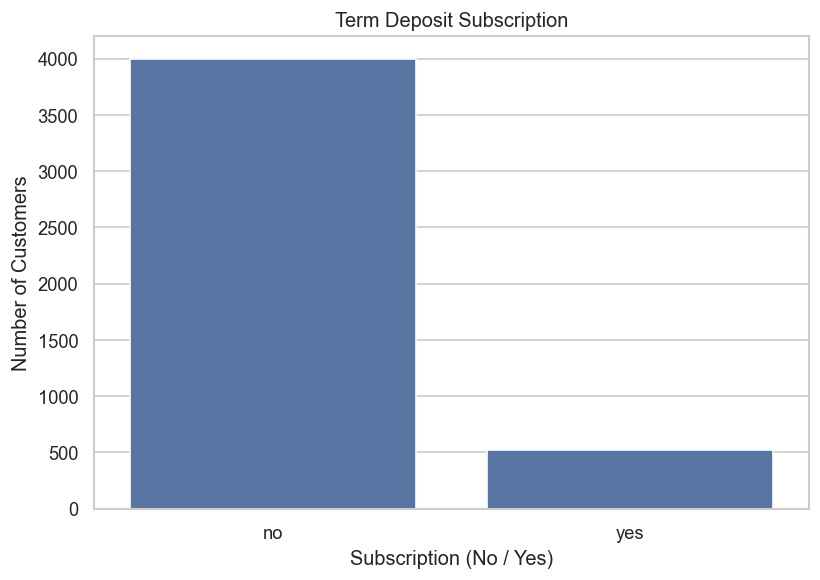 Term Deposit Subscription
Number of Customers
4000
3500
3000
2500
2000
1500
1000
500
0
no yes
Subscription (No / Yes)